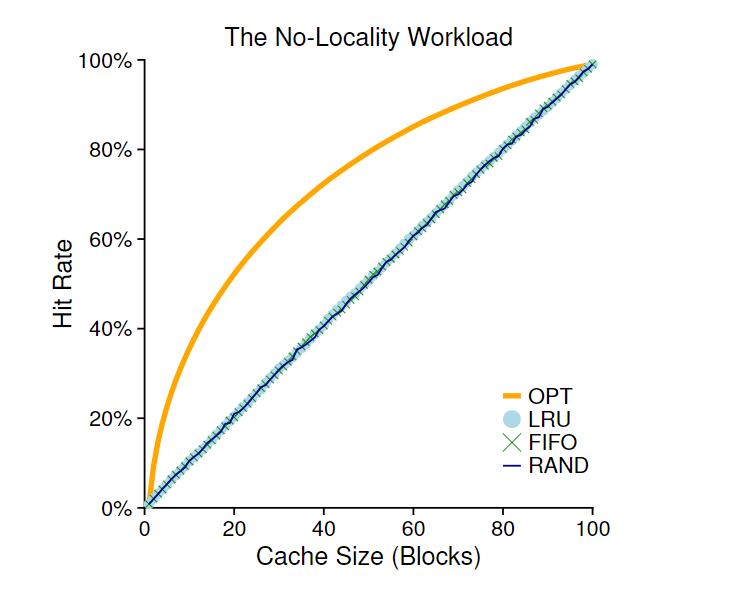 The No-Locality Workload
100%
80%
60%
40%
20%
0%
Hit Rate
0 20 40 60 80 100
Cache Size (Blocks)
OPT
LRU
FIFO
RAND